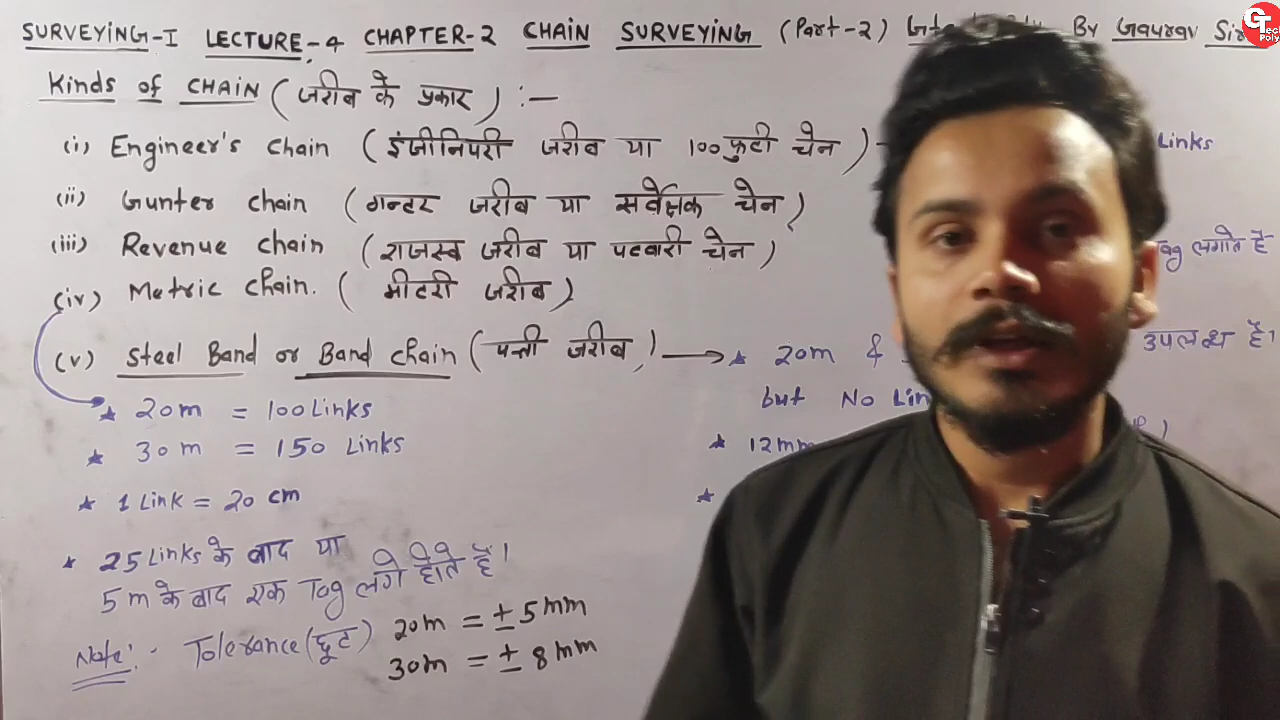 SURVEYING-I LECTURE-4 CHAPTER-2 CHAIN SURVEYING (Part-2) By Gaurav Sir
GTech Poly
Kinds of CHAIN (जरीब के प्रकार) :-
(i) Engineer's Chain (इंजीनियरी जरीब या 100 फुटी चेन) - Links
(ii) Gunter chain (गन्टर जरीब या सर्वेक्षक चेन)
(iii) Revenue chain (राजस्व जरीब या पटवारी चेन)
Tag लगाते हैं
(iv) Metric Chain. (मीटरी जरीब)
(v) Steel Band or Band chain (पत्ती जरीब) → * 20m & उपलब्ध है।
but No
* 20m = 100 Links
* 30m = 150 Links
* 12mm
* 1 Link = 20 cm
*
* 25 Links के बाद या
5m के बाद एक Tag लगे होते हैं।
Note:- Tolerance (छूट) 20m = ± 5mm
30m = ± 8mm